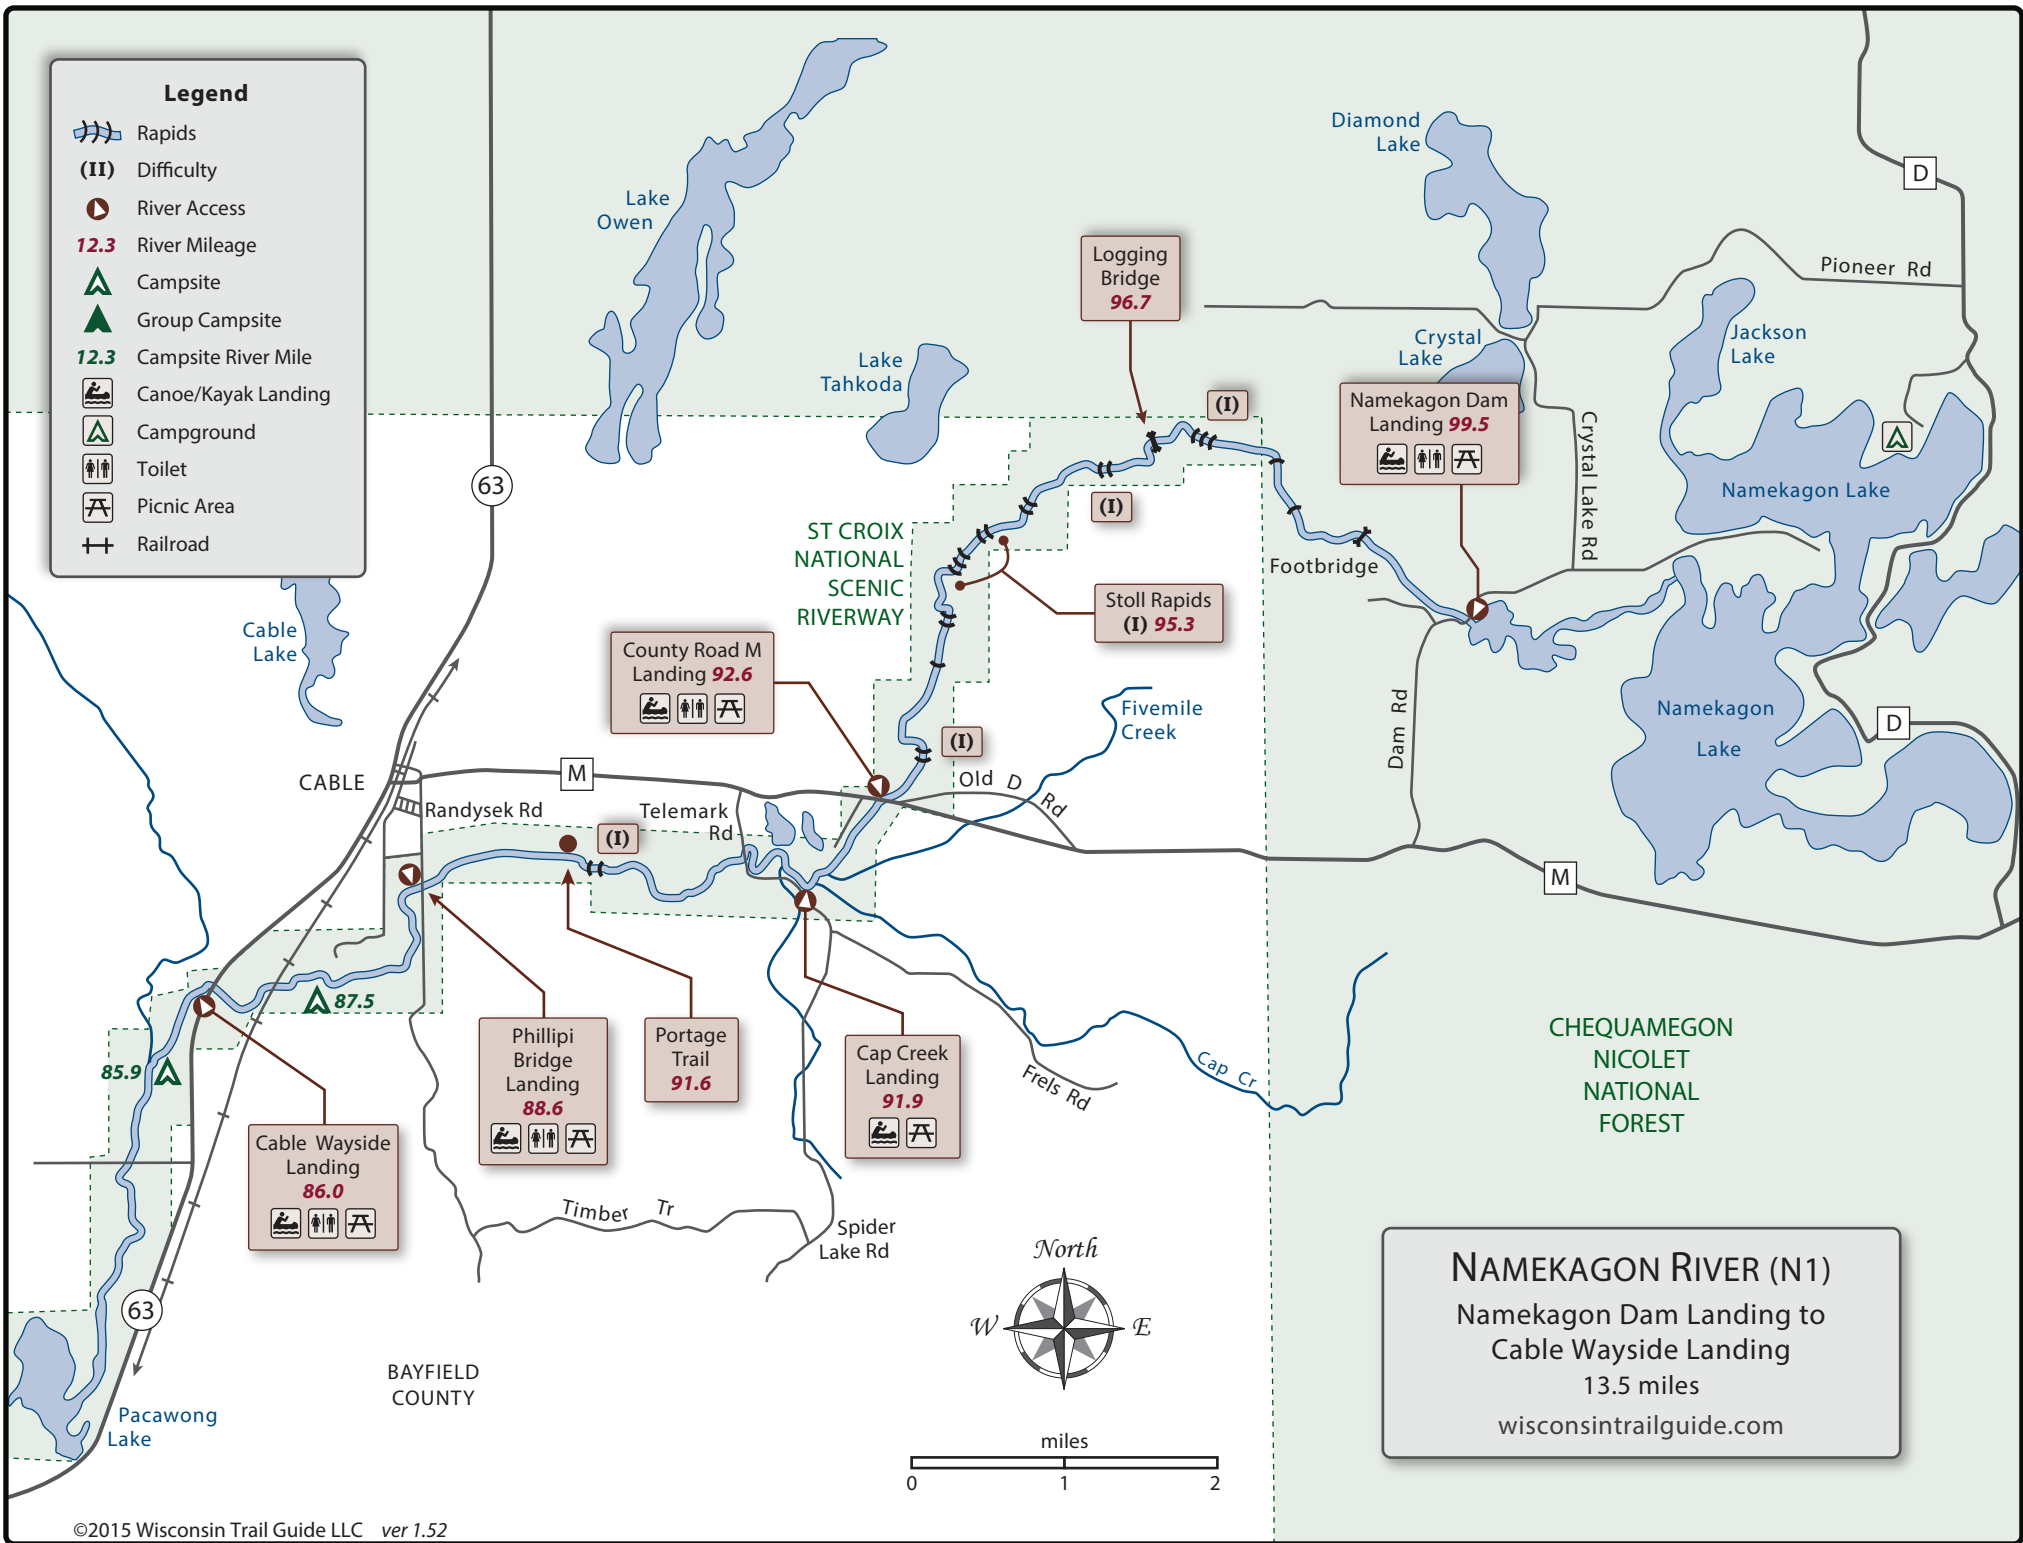 Legend
Rapids
(II) Difficulty
River Access
12.3 River Mileage
Campsite
Group Campsite
12.3 Campsite River Mile
Canoe/Kayak Landing
Campground
Toilet
Picnic Area
Railroad
63
Lake
Owen
Lake
Tahkoda
Diamond
Lake
D
Pioneer Rd
Logging
Bridge
96.7
Crystal
Lake
Jackson
Lake
(I)
Namekagon Dam
Landing 99.5
Crystal Lake Rd
Namekagon Lake
(I)
ST CROIX
NATIONAL
SCENIC
RIVERWAY
Footbridge
Stoll Rapids
(I) 95.3
Cable
Lake
County Road M
Landing 92.6
Fivemile
Creek
Dam Rd
Namekagon
Lake
D
(I)
CABLE
M
Old D Rd
Randysek Rd
Telemark
Rd
(I)
M
87.5
85.9
Phillipi
Bridge
Landing
88.6
Portage
Trail
91.6
Cap Creek
Landing
91.9
Frels Rd
Cap Cr
CHEQUAMEGON
NICOLET
NATIONAL
FOREST
Cable Wayside
Landing
86.0
Timber Tr
Spider
Lake Rd
63
North
W
E
NAMEKAGON RIVER (N1)
Namekagon Dam Landing to
Cable Wayside Landing
13.5 miles
wisconsintrailguide.com
BAYFIELD
COUNTY
Pacawong
Lake
miles
0 1 2
©2015 Wisconsin Trail Guide LLC ver 1.52